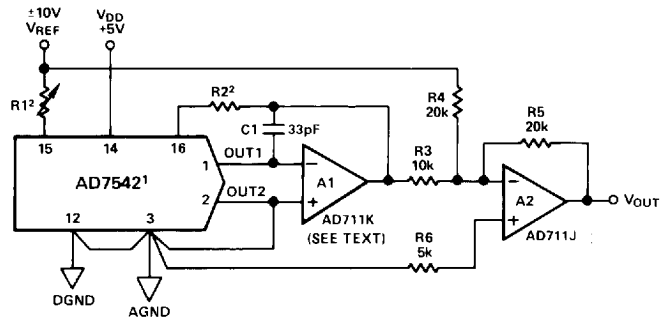 ±10V
VREF
VDD
+5V
R1²
R2²
C1
33pF
R4
20k
R5
20k
15
14
16
1
OUT1
R3
10k
AD7542¹
2
OUT2
−
A1
+
−
A2
+
VOUT
12
3
AD711K
(SEE TEXT)
AD711J
R6
5k
DGND
AGND